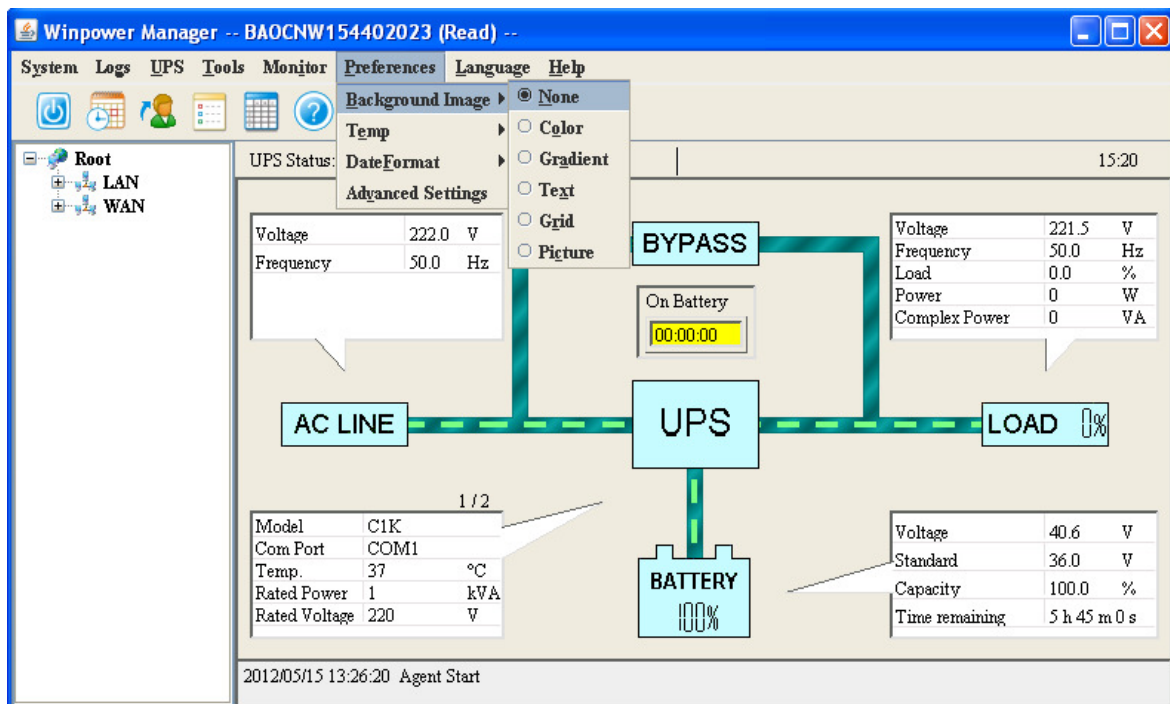 Winpower Manager -- BAOCNW154402023 (Read) --
System Logs UPS Tools Monitor Preferences Language Help
Background Image
Temp
DateFormat
Advanced Settings
None
Color
Gradient
Text
Grid
Picture
Root
LAN
WAN
UPS Status:
15:20
Voltage 222.0 V
Frequency 50.0 Hz
BYPASS
On Battery
00:00:00
Voltage 221.5 V
Frequency 50.0 Hz
Load 0.0 %
Power 0 W
Complex Power 0 VA
AC LINE
UPS
LOAD 0%
1 / 2
Model C1K
Com Port COM1
Temp. 37 °C
Rated Power 1 kVA
Rated Voltage 220 V
BATTERY
100%
Voltage 40.6 V
Standard 36.0 V
Capacity 100.0 %
Time remaining 5 h 45 m 0 s
2012/05/15 13:26:20 Agent Start